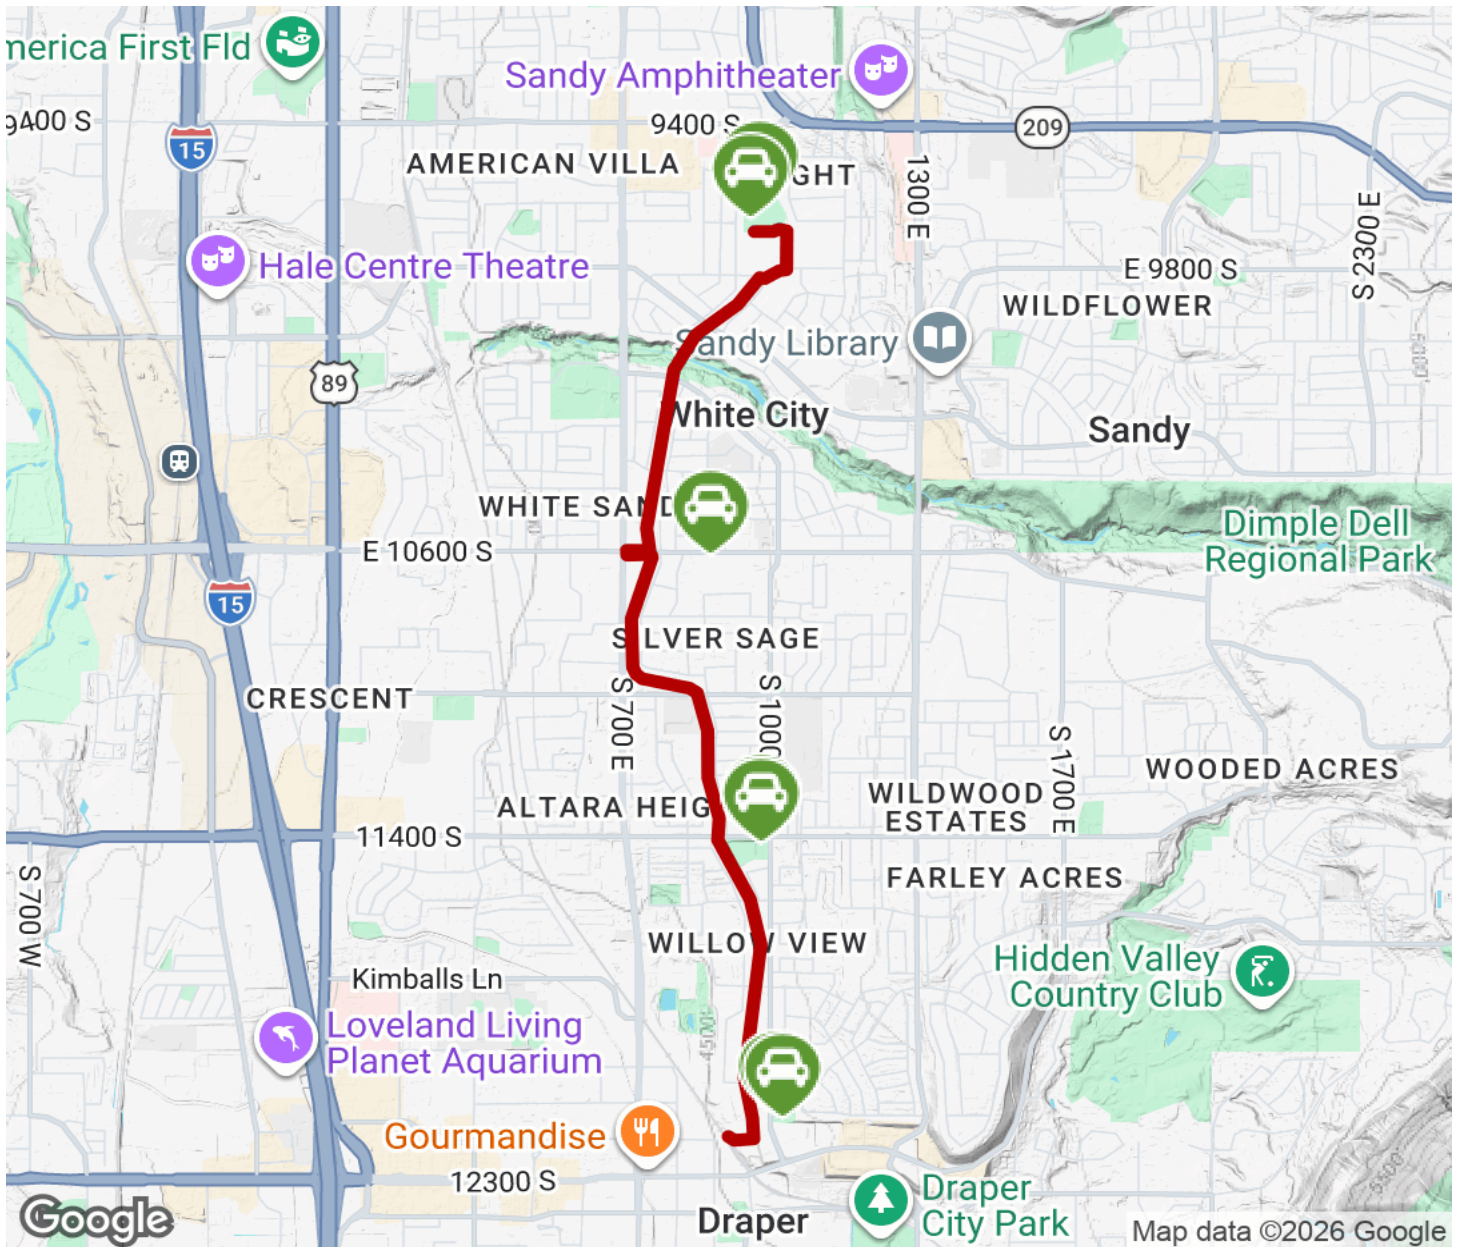 merica First Fld
Sandy Amphitheater
9400 S
9400 S
209
15
AMERICAN VILLA
GHT
1300 E
S 2300 E
Hale Centre Theatre
E 9800 S
WILDFLOWER
Sandy Library
89
White City
Sandy
WHITE SAND
Dimple Dell
Regional Park
E 10600 S
15
SILVER SAGE
CRESCENT
S 700 E
S 1000
S 1700 E
WOODED ACRES
ALTARA HEIG
WILDWOOD
ESTATES
11400 S
S 700 W
FARLEY ACRES
WILLOW VIEW
Hidden Valley
Country Club
Kimballs Ln
Loveland Living
Planet Aquarium
4500
Gourmandise
5500'
12300 S
Draper
Draper
City Park
Google
Map data ©2026 Google